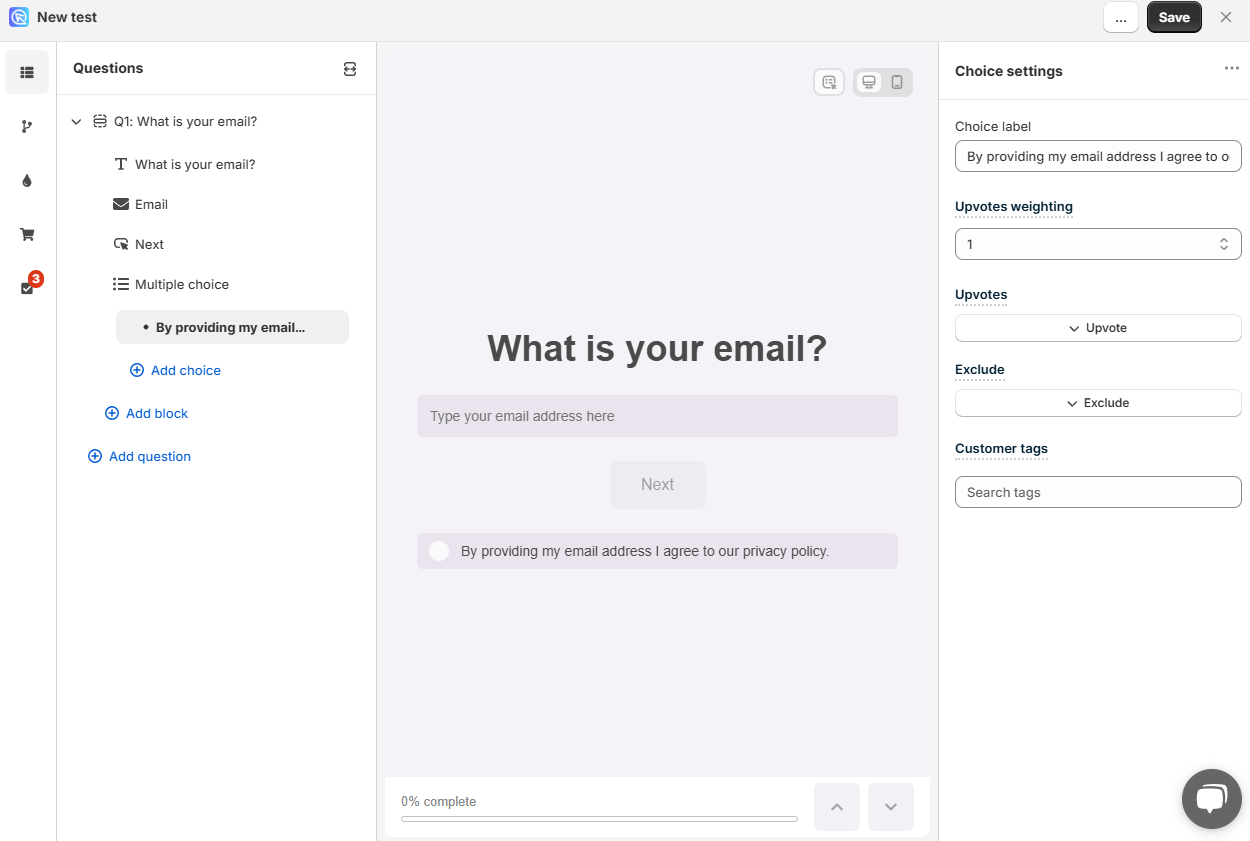 New test
...
Save
Questions
Q1: What is your email?
What is your email?
Email
Next
Multiple choice
By providing my email...
Add choice
Add block
Add question
3
What is your email?
Type your email address here
Next
By providing my email address I agree to our privacy policy.
0% complete
Choice settings
Choice label
By providing my email address I agree to o
Upvotes weighting
1
Upvotes
Upvote
Exclude
Exclude
Customer tags
Search tags